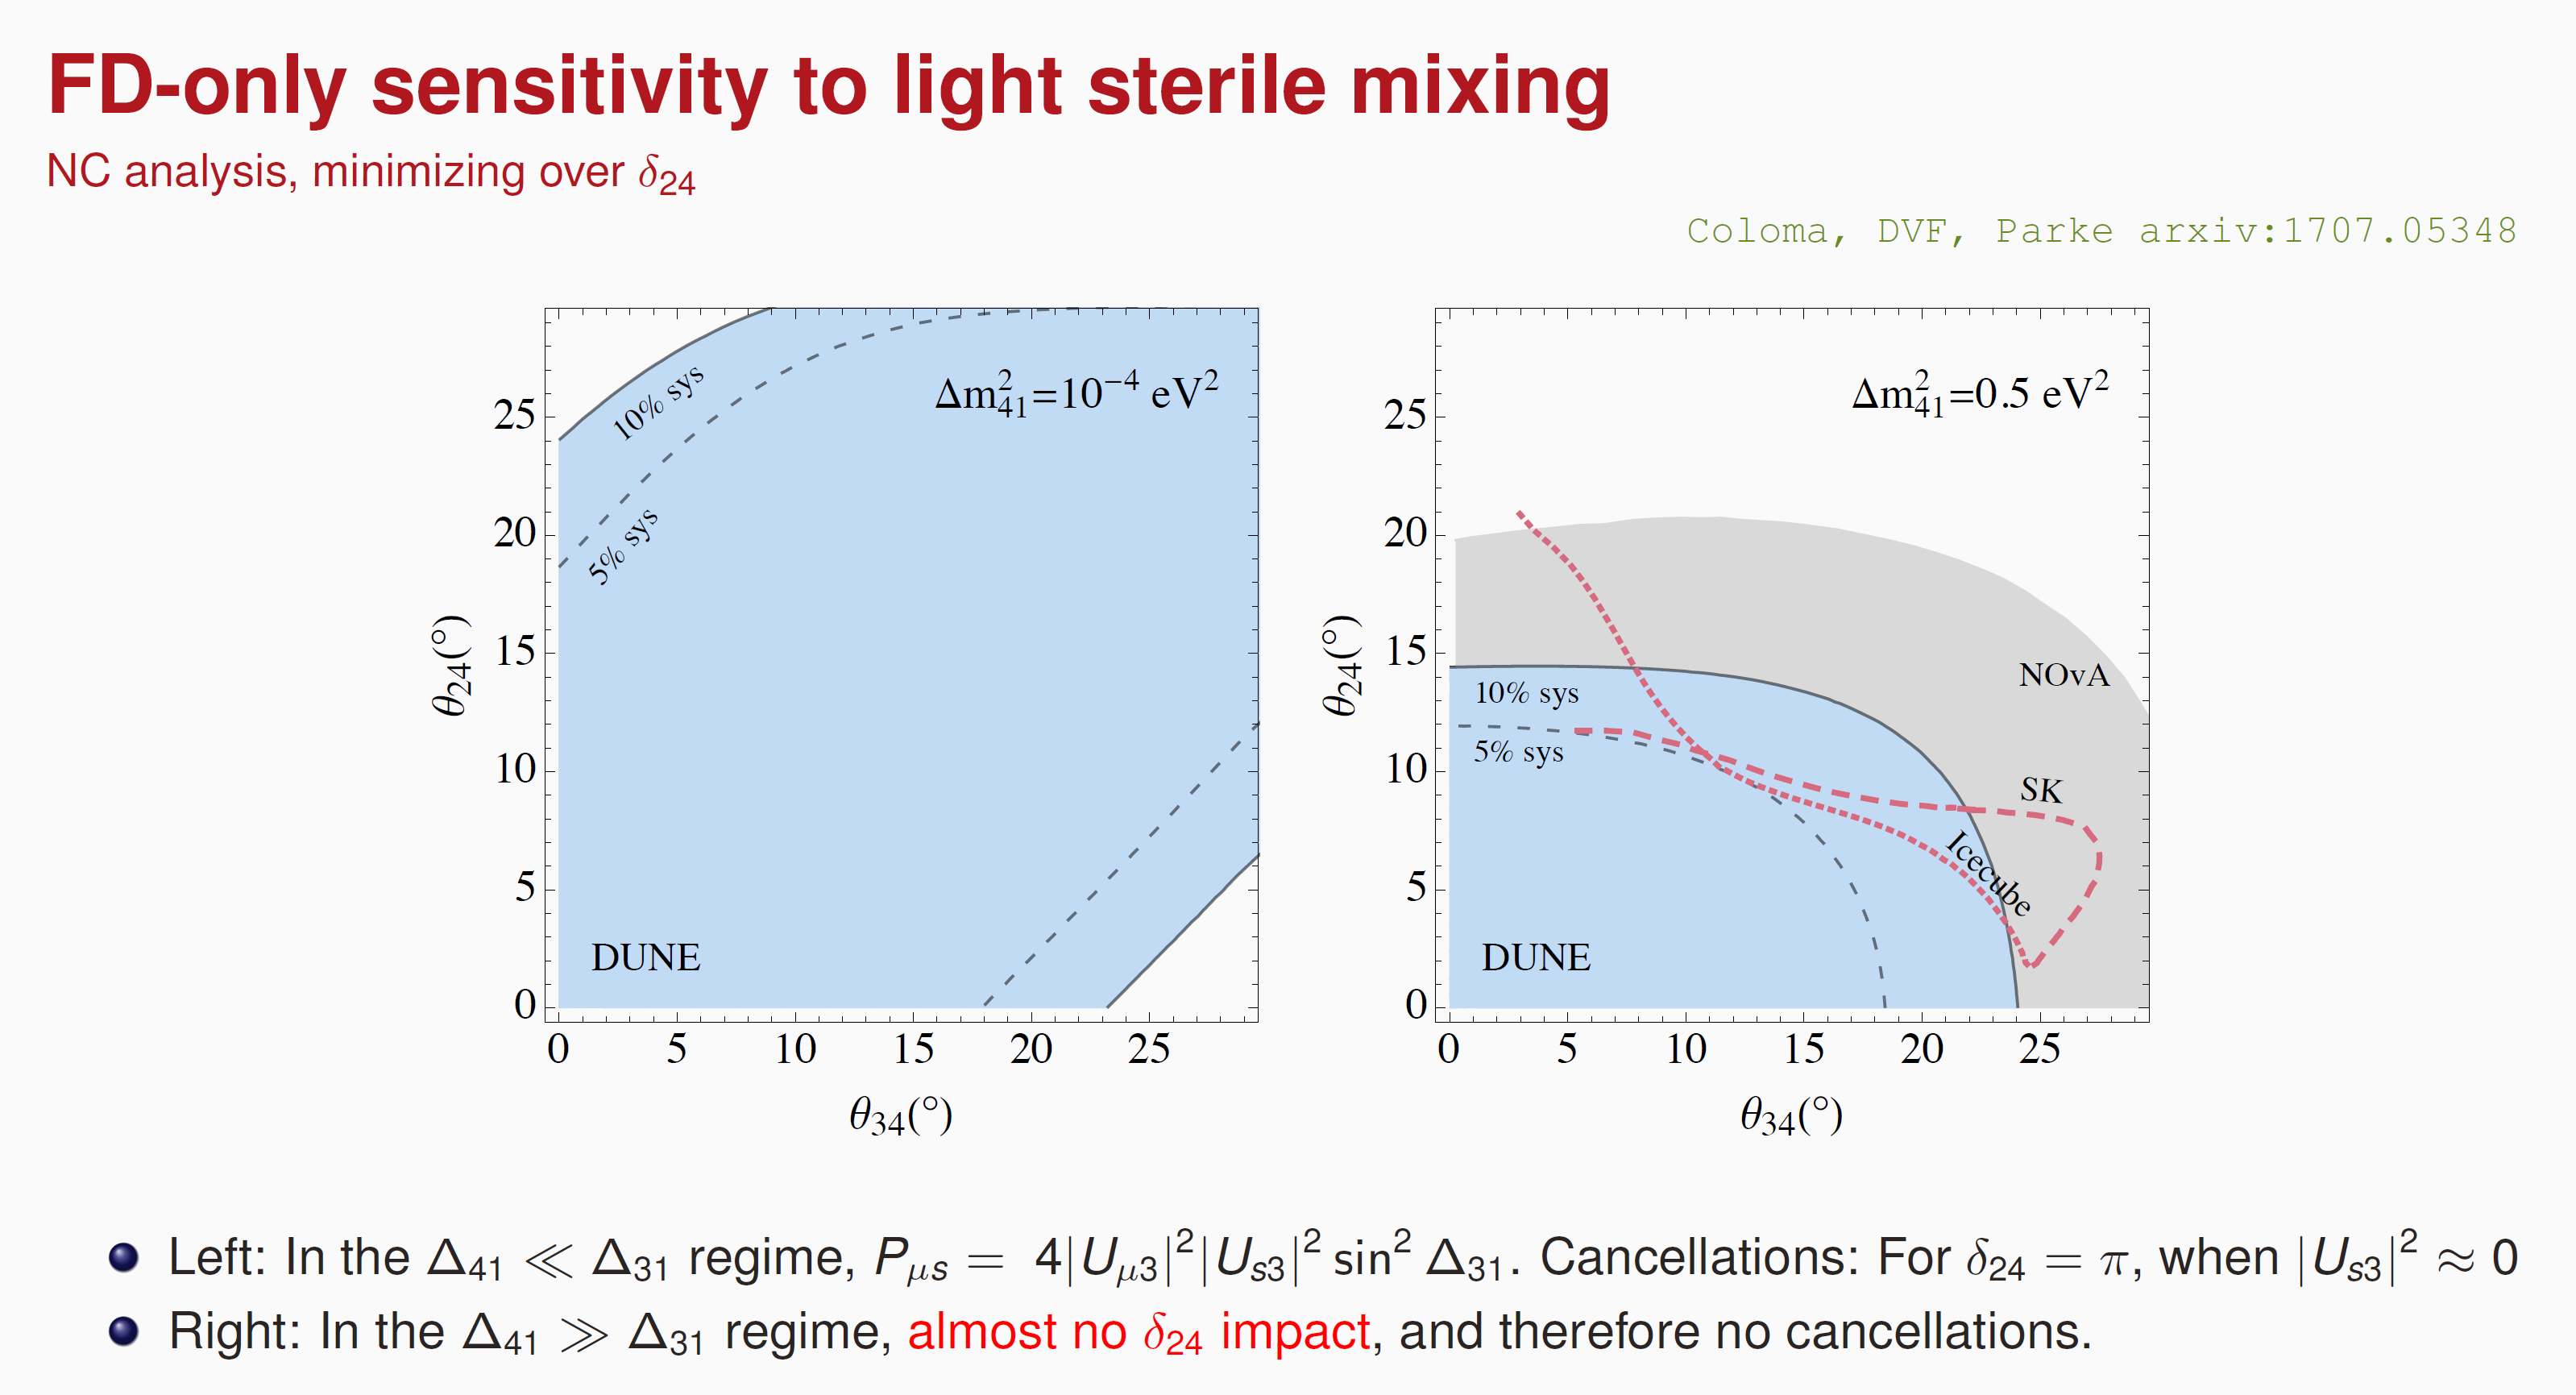 FD-only sensitivity to light sterile mixing
NC analysis, minimizing over δ₂₄
Coloma, DVF, Parke arxiv:1707.05348
Δm²₄₁=10⁻⁴ eV²
10% sys
5% sys
DUNE
25
20
15
10
5
0
θ₂₄(°)
0 5 10 15 20 25
θ₃₄(°)
Δm²₄₁=0.5 eV²
NOvA
10% sys
5% sys
SK
Icecube
DUNE
25
20
15
10
5
0
θ₂₄(°)
0 5 10 15 20 25
θ₃₄(°)
Left: In the Δ₄₁ ≪ Δ₃₁ regime, P_μs = 4|U_μ3|²|U_s3|² sin² Δ₃₁. Cancellations: For δ₂₄ = π, when |U_s3|² ≈ 0
Right: In the Δ₄₁ ≫ Δ₃₁ regime, almost no δ₂₄ impact, and therefore no cancellations.